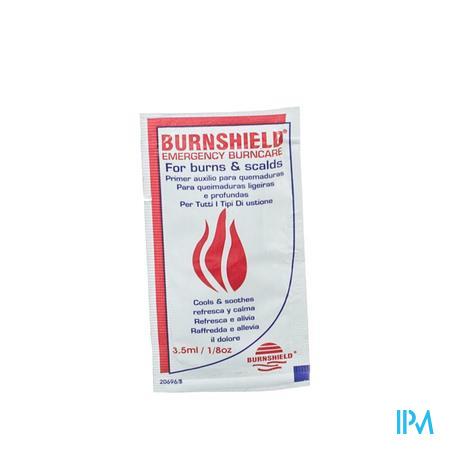 BURNSHIELD®
EMERGENCY BURNCARE
For burns & scalds
Primer auxilio para quemaduras
Para queimaduras ligeiras
e profundas
Per Tutti I Tipi Di ustione
Cools & soothes
refresca y calma
Refresca e alivia
Raffredda e allevia
il dolore
3.5ml / 1/8oz
BURNSHIELD®
20696/8
IPM